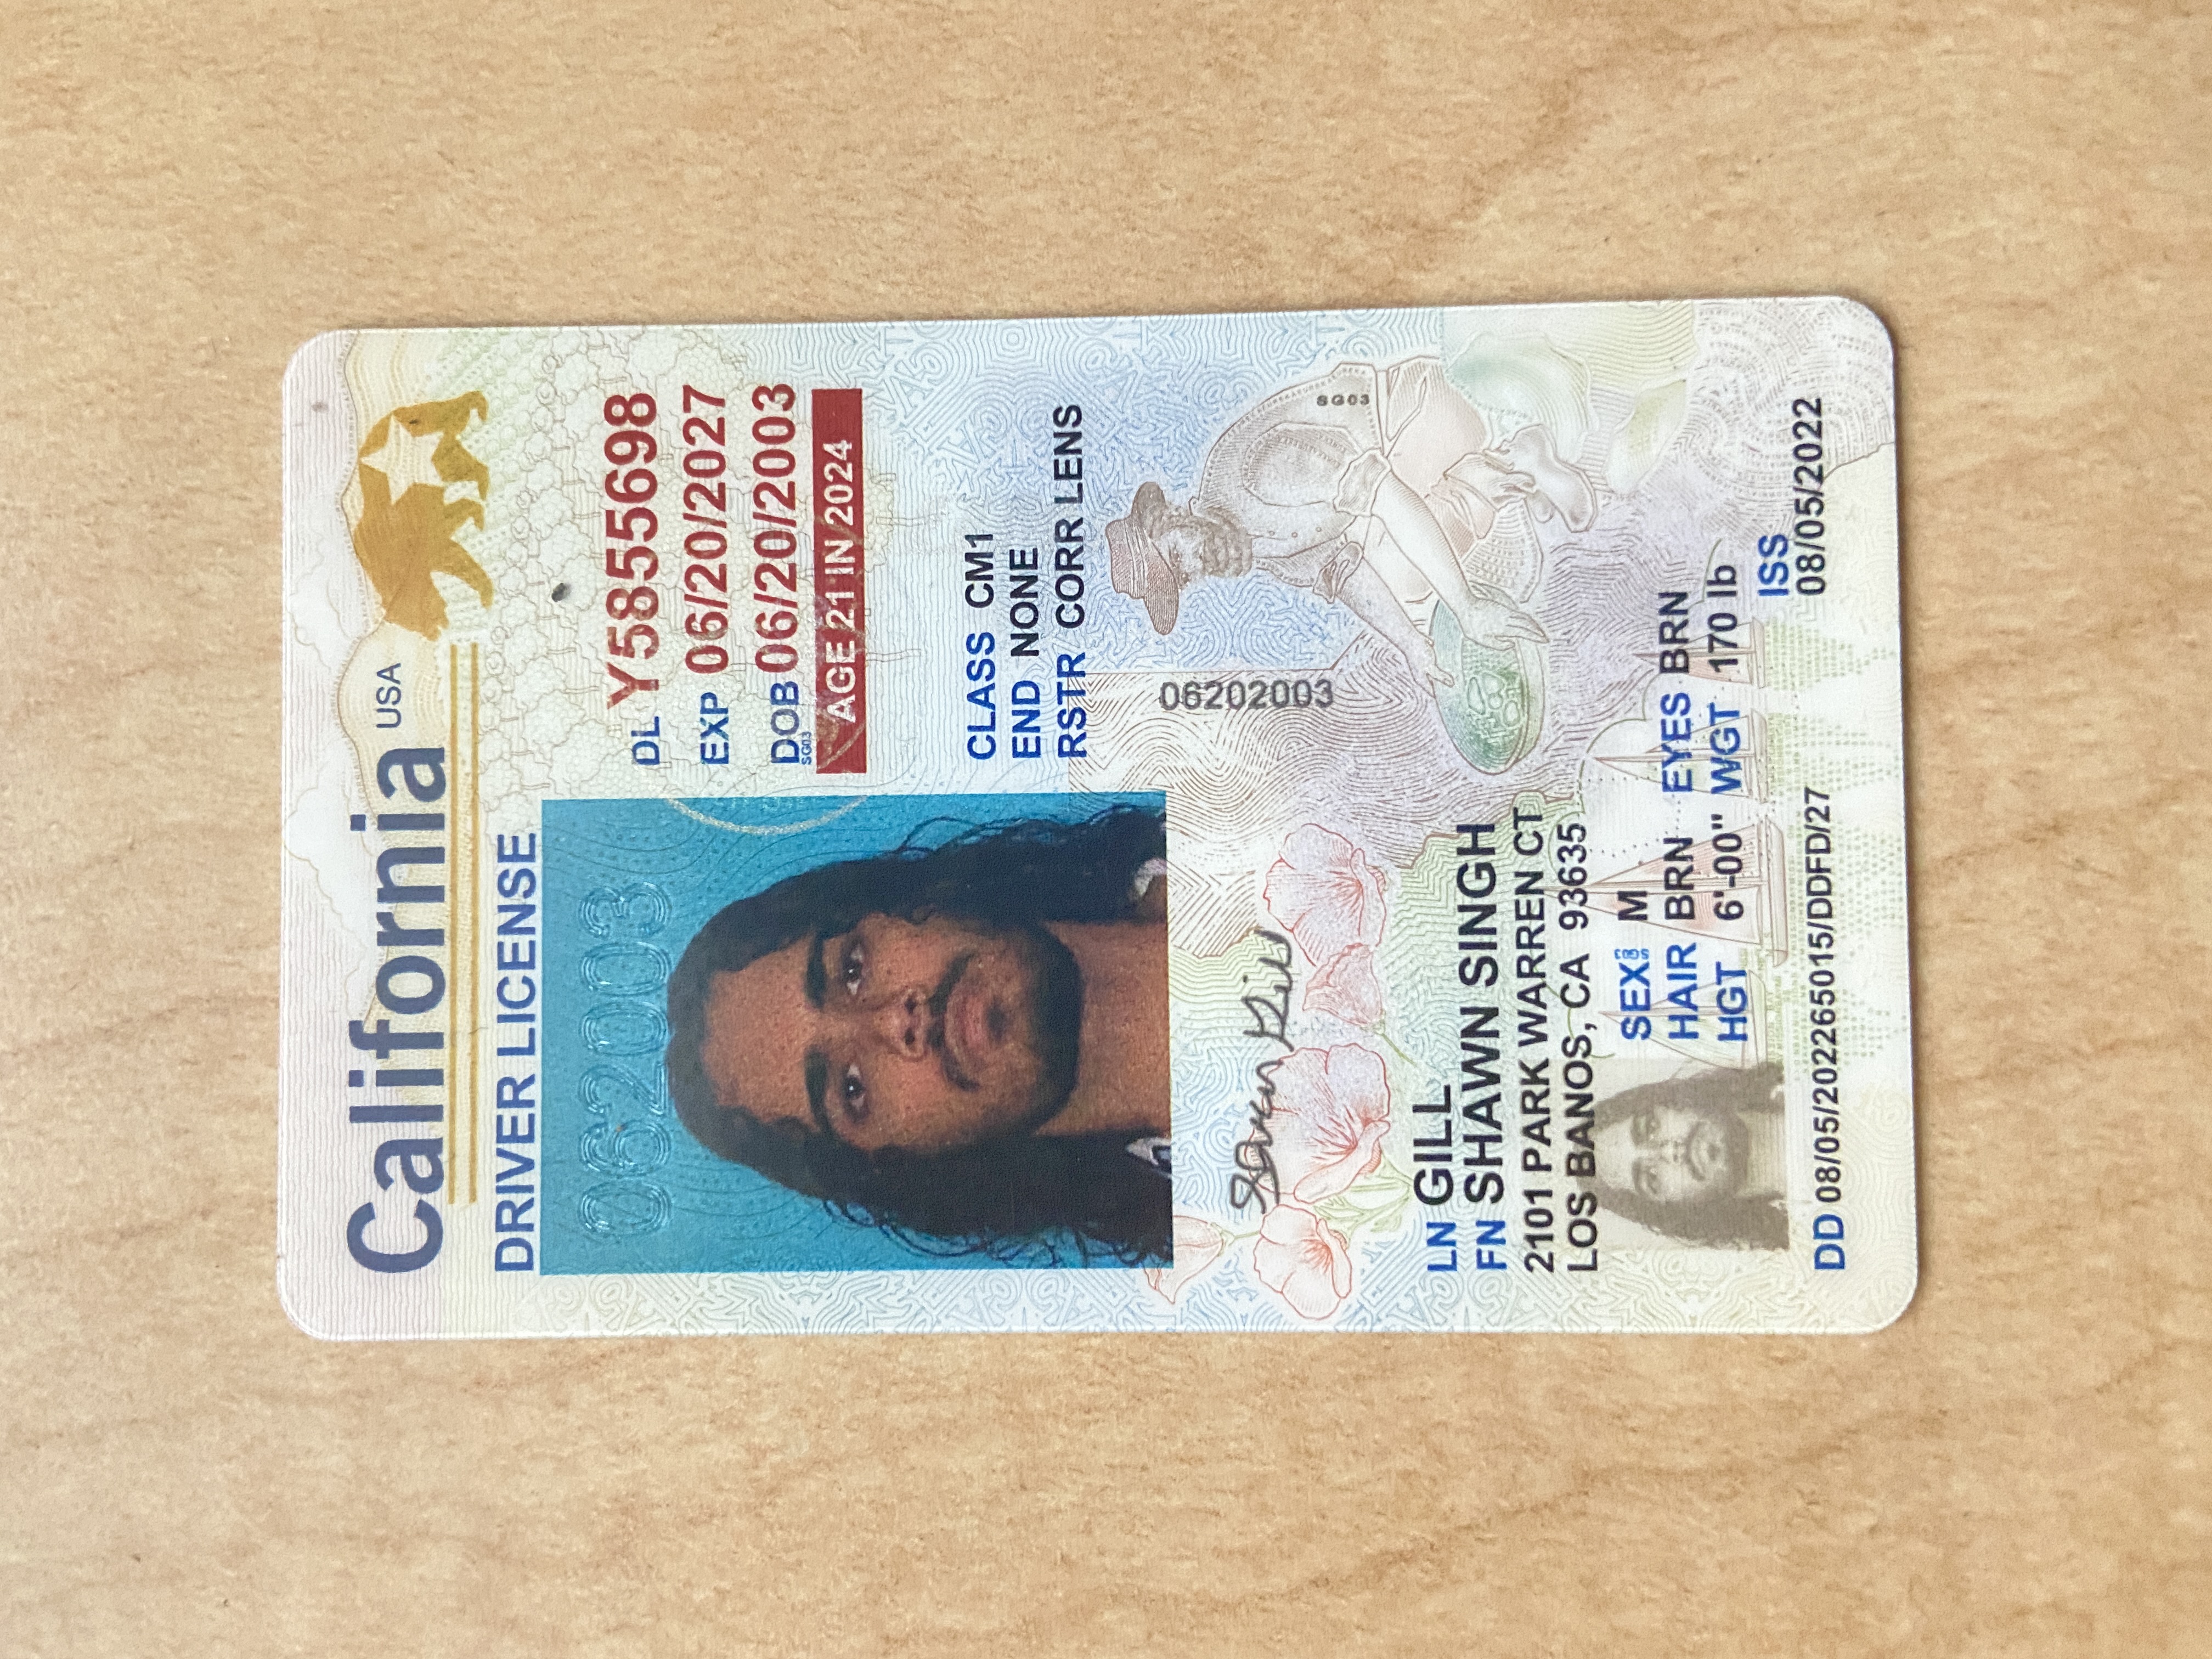 California USA
DRIVER LICENSE
062003
DL Y5855698
EXP 06/20/2027
DOB 06/20/2003
SG03
AGE 21 IN 2024
CLASS CM1
END NONE
RSTR CORR LENS
06202003
SG03
Shawn Gill
LN GILL
FN SHAWN SINGH
2101 PARK WARREN CT
LOS BANOS, CA 93635
SEX M
SG03
HAIR BRN EYES BRN
HGT 6'-00" WGT 170 lb
ISS
DD 08/05/202265015/DDFD/27 08/05/2022